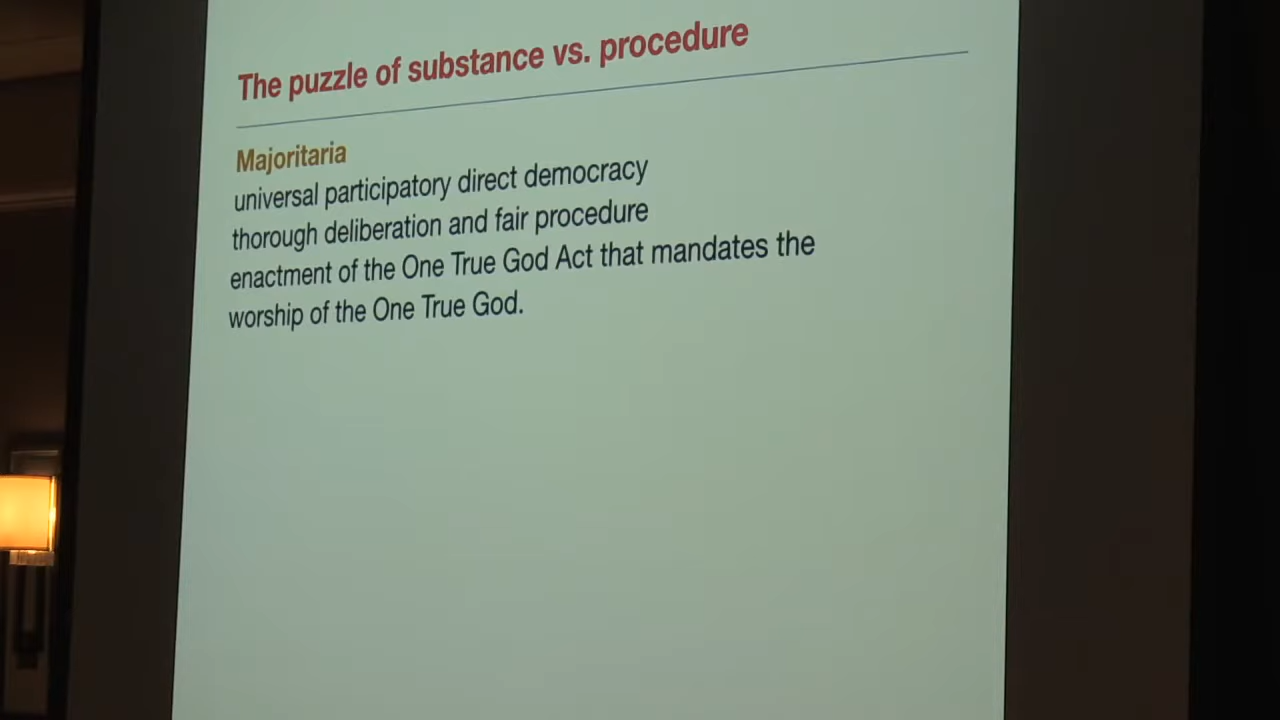 The puzzle of substance vs. procedure
Majoritaria
universal participatory direct democracy
thorough deliberation and fair procedure
enactment of the One True God Act that mandates the
worship of the One True God.